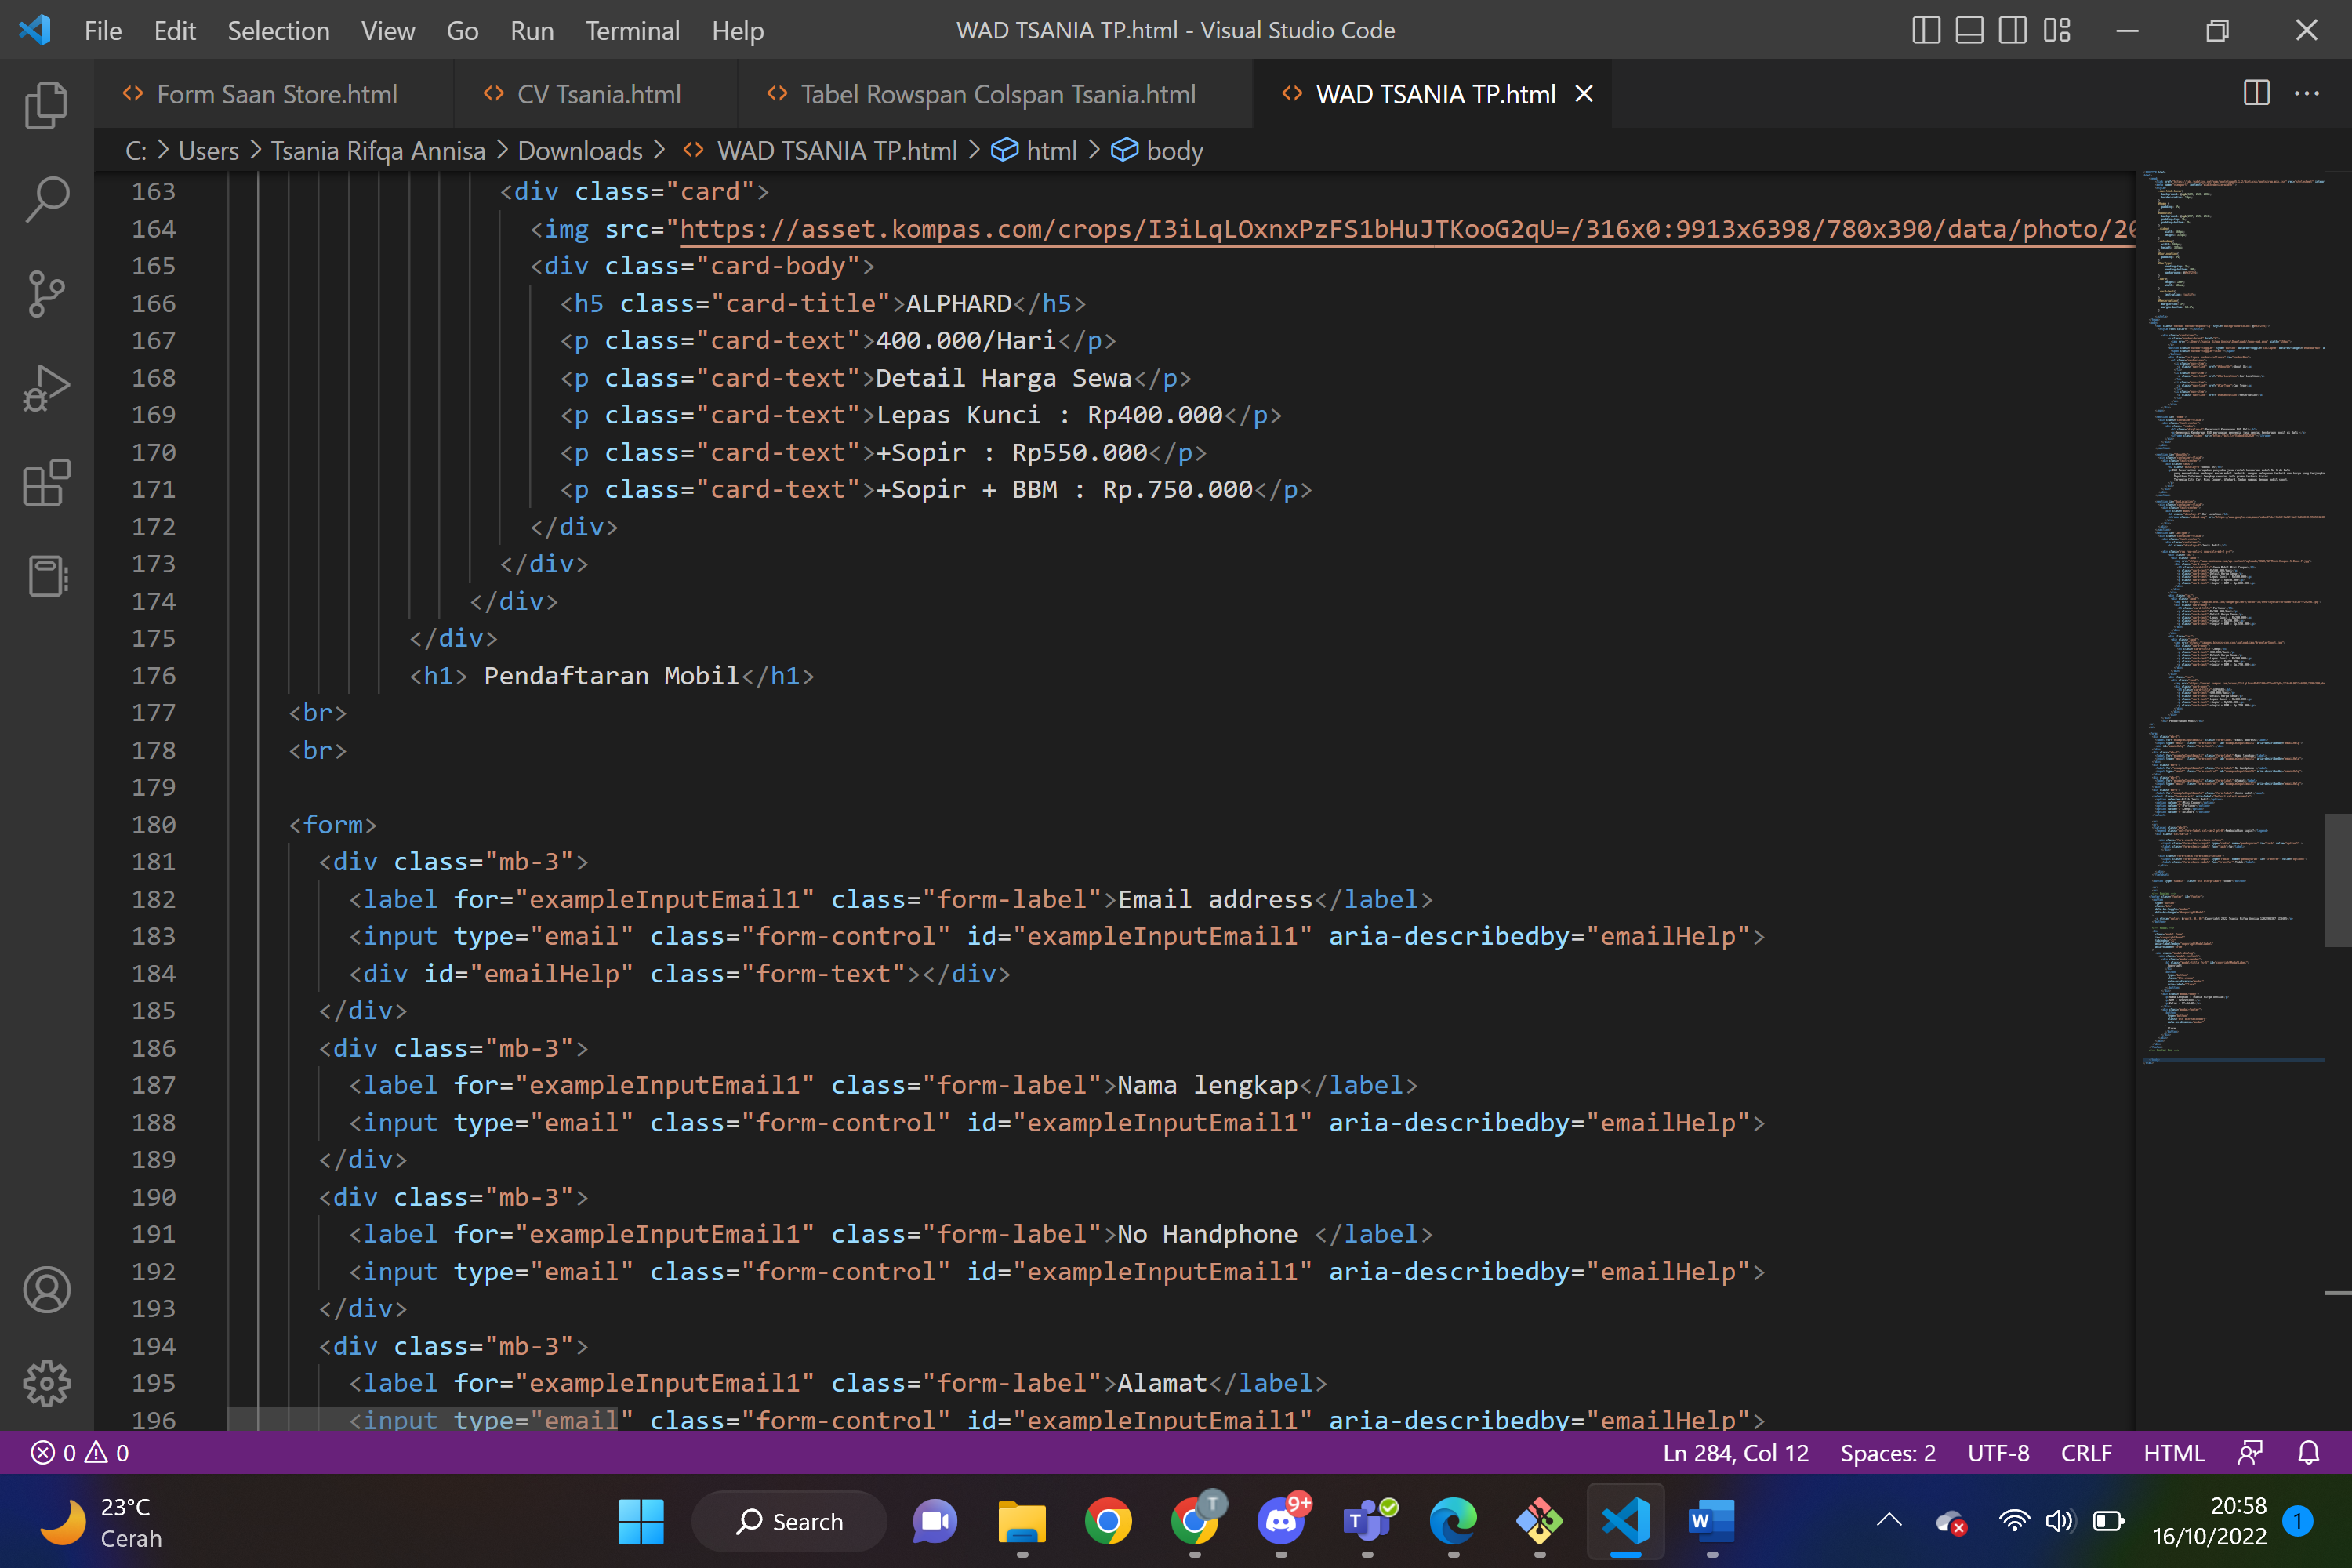 File Edit Selection View Go Run Terminal Help WAD TSANIA TP.html - Visual Studio Code
Form Saan Store.html CV Tsania.html Tabel Rowspan Colspan Tsania.html WAD TSANIA TP.html
C: > Users > Tsania Rifqa Annisa > Downloads > WAD TSANIA TP.html > html > body
163 <div class="card">
164 <img src="https://asset.kompas.com/crops/I3iLqLOxnxPzFS1bHuJTKooG2qU=/316x0:9913x6398/780x390/data/photo/20
165 <div class="card-body">
166 <h5 class="card-title">ALPHARD</h5>
167 <p class="card-text">400.000/Hari</p>
168 <p class="card-text">Detail Harga Sewa</p>
169 <p class="card-text">Lepas Kunci : Rp400.000</p>
170 <p class="card-text">+Sopir : Rp550.000</p>
171 <p class="card-text">+Sopir + BBM : Rp.750.000</p>
172 </div>
173 </div>
174 </div>
175 </div>
176 <h1> Pendaftaran Mobil</h1>
177 <br>
178 <br>
179
180 <form>
181 <div class="mb-3">
182 <label for="exampleInputEmail1" class="form-label">Email address</label>
183 <input type="email" class="form-control" id="exampleInputEmail1" aria-describedby="emailHelp">
184 <div id="emailHelp" class="form-text"></div>
185 </div>
186 <div class="mb-3">
187 <label for="exampleInputEmail1" class="form-label">Nama lengkap</label>
188 <input type="email" class="form-control" id="exampleInputEmail1" aria-describedby="emailHelp">
189 </div>
190 <div class="mb-3">
191 <label for="exampleInputEmail1" class="form-label">No Handphone </label>
192 <input type="email" class="form-control" id="exampleInputEmail1" aria-describedby="emailHelp">
193 </div>
194 <div class="mb-3">
195 <label for="exampleInputEmail1" class="form-label">Alamat</label>
196 <input type="email" class="form-control" id="exampleInputEmail1" aria-describedby="emailHelp">
0 0 Ln 284, Col 12 Spaces: 2 UTF-8 CRLF HTML
23°C
Cerah
Search
T
9+
20:58
16/10/2022
1